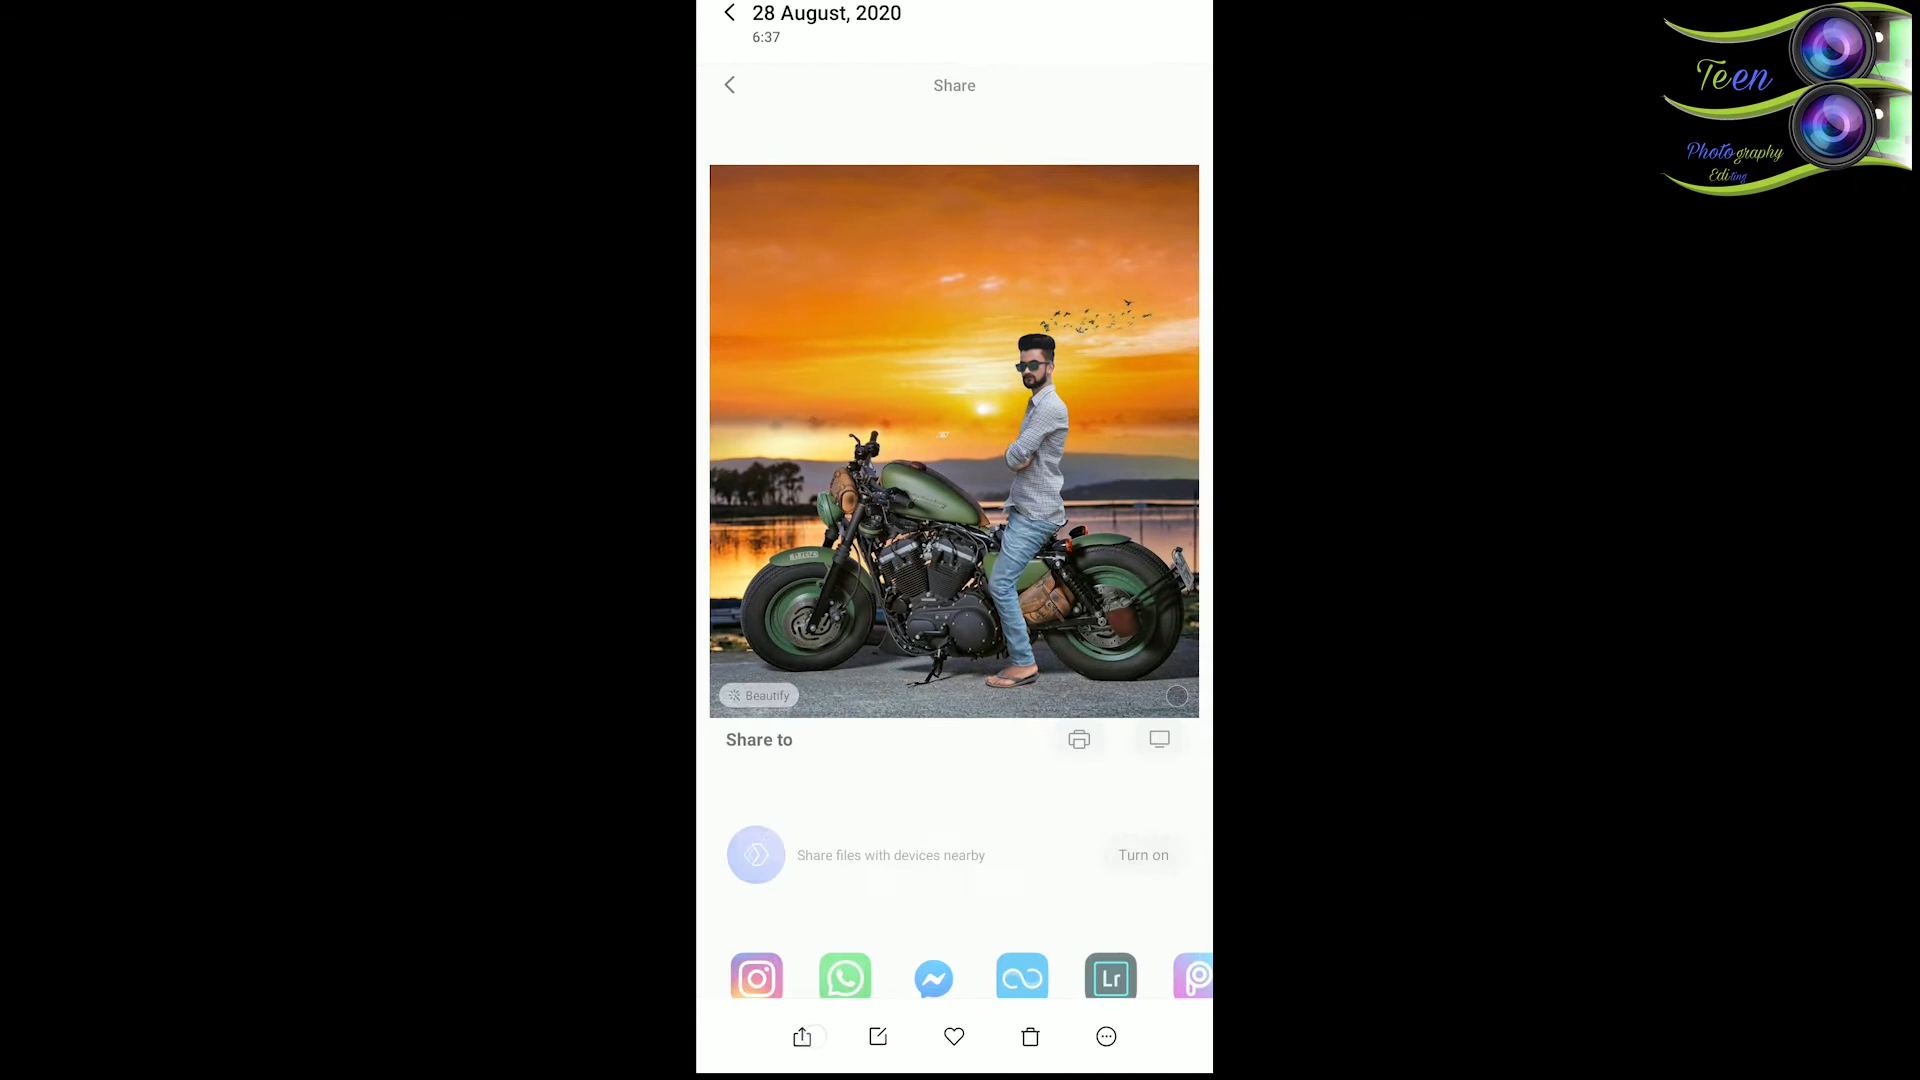 28 August, 2020
6:37
Share
Teen
Photography
Editing
Beautify
Share to
Share files with devices nearby
Turn on
Lr